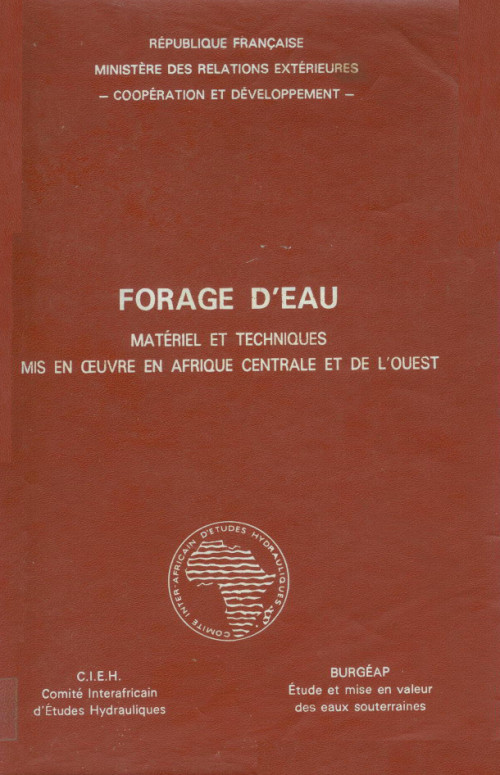 RÉPUBLIQUE FRANÇAISE
MINISTÈRE DES RELATIONS EXTÉRIEURES
– COOPÉRATION ET DÉVELOPPEMENT –
FORAGE D'EAU
MATÉRIEL ET TECHNIQUES
MIS EN ŒUVRE EN AFRIQUE CENTRALE ET DE L'OUEST
COMITÉ INTER-AFRICAIN D'ETUDES HYDRAULIQUES
C.I.E.H.
Comité Interafricain
d'Études Hydrauliques
BURGÉAP
Étude et mise en valeur
des eaux souterraines